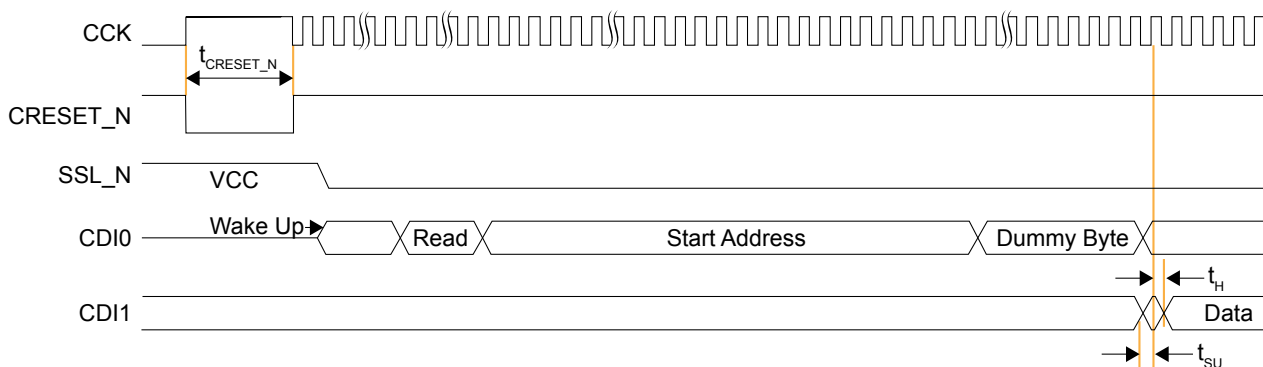 CCK
tCRESET_N
CRESET_N
SSL_N
VCC
CDI0
Wake Up
Read
Start Address
Dummy Byte
tH
CDI1
Data
tSU